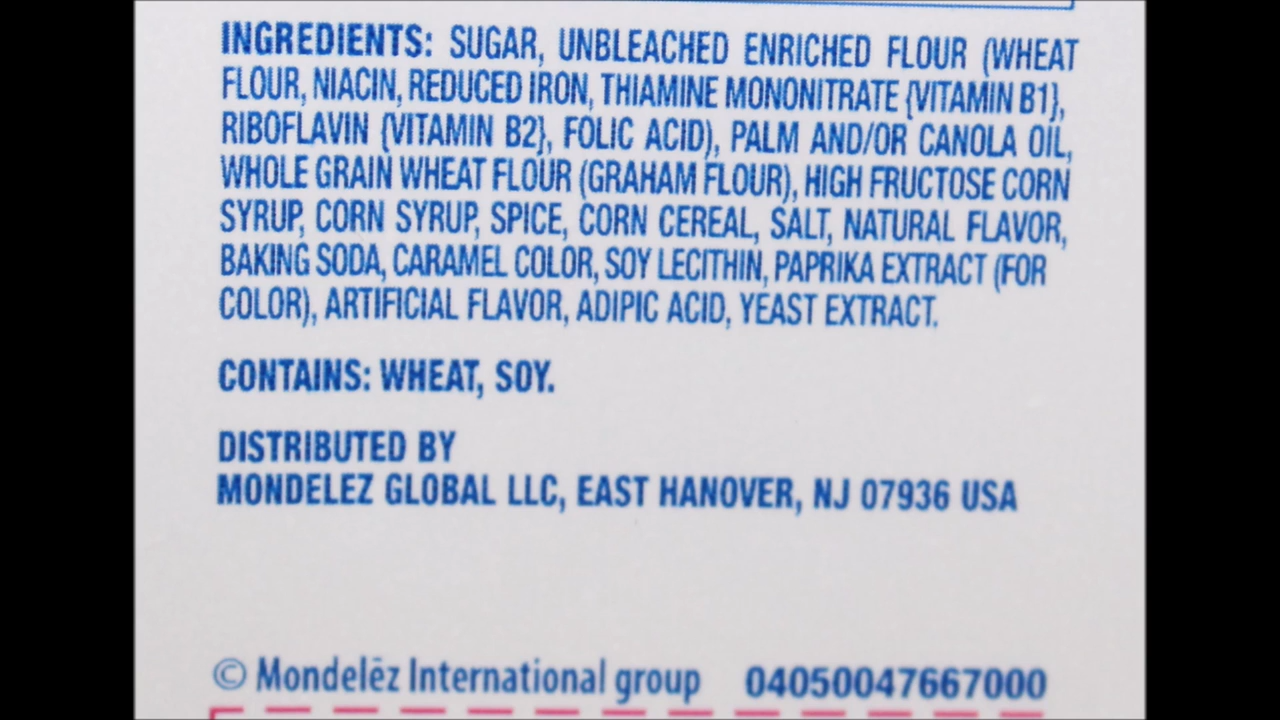 INGREDIENTS: SUGAR, UNBLEACHED ENRICHED FLOUR (WHEAT
FLOUR, NIACIN, REDUCED IRON, THIAMINE MONONITRATE {VITAMIN B1},
RIBOFLAVIN {VITAMIN B2}, FOLIC ACID), PALM AND/OR CANOLA OIL,
WHOLE GRAIN WHEAT FLOUR (GRAHAM FLOUR), HIGH FRUCTOSE CORN
SYRUP, CORN SYRUP, SPICE, CORN CEREAL, SALT, NATURAL FLAVOR,
BAKING SODA, CARAMEL COLOR, SOY LECITHIN, PAPRIKA EXTRACT (FOR
COLOR), ARTIFICIAL FLAVOR, ADIPIC ACID, YEAST EXTRACT.
CONTAINS: WHEAT, SOY.
DISTRIBUTED BY
MONDELEZ GLOBAL LLC, EAST HANOVER, NJ 07936 USA
© Mondelēz International group 04050047667000